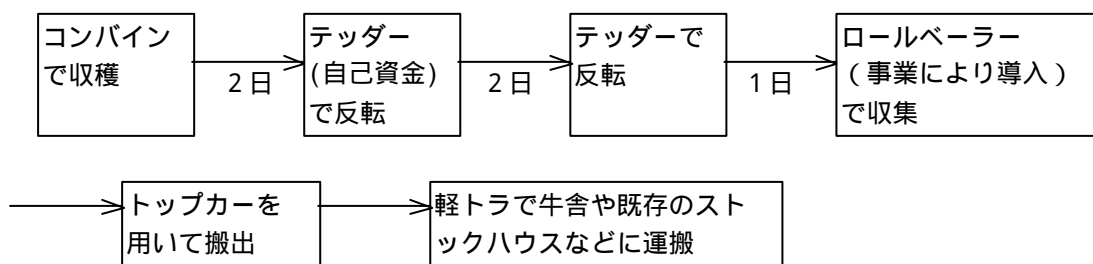 コンバイン
で収穫
2日
テッダー
(自己資金)
で反転
2日
テッダーで
反転
1日
ロールベーラー
（事業により導入）
で収集
トップカーを
用いて搬出
軽トラで牛舎や既存のスト
ックハウスなどに運搬